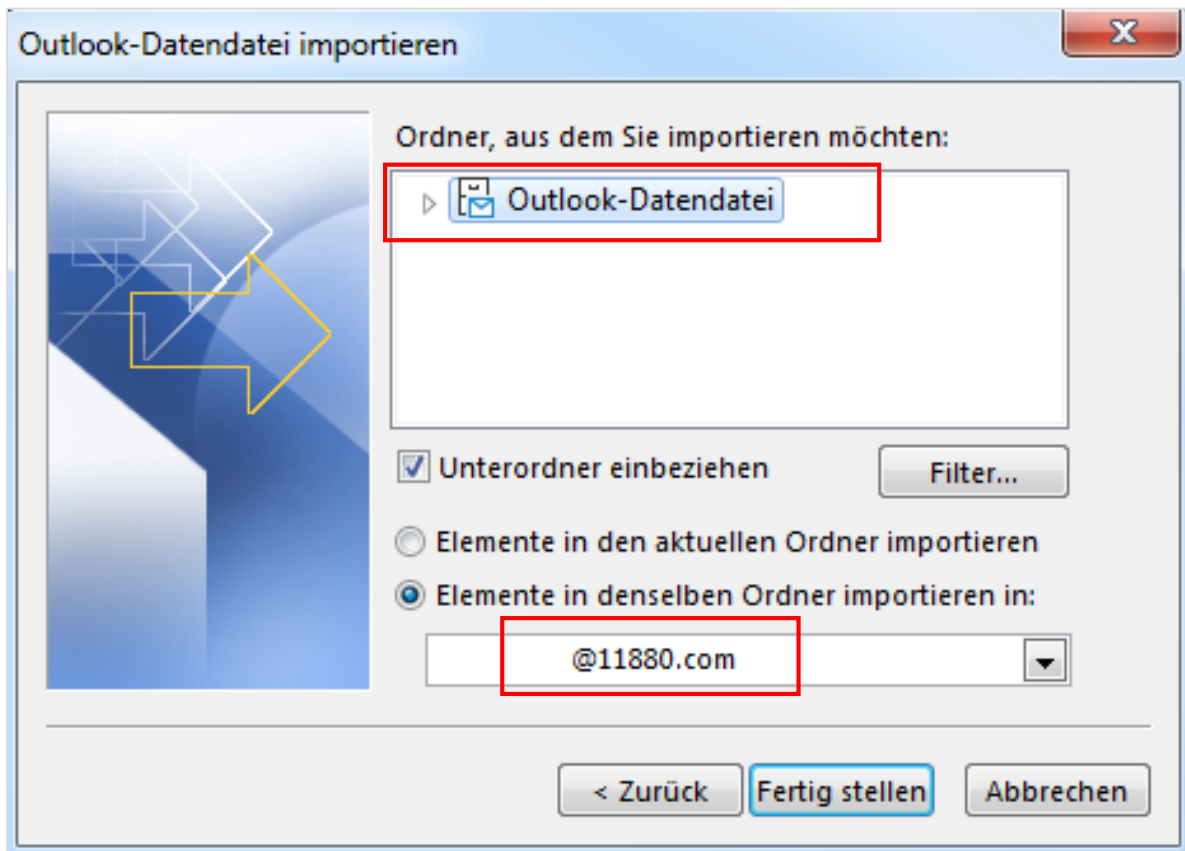 Outlook-Datendatei importieren
Ordner, aus dem Sie importieren möchten:
Outlook-Datendatei
Unterordner einbeziehen
Filter...
Elemente in den aktuellen Ordner importieren
Elemente in denselben Ordner importieren in:
@11880.com
< Zurück
Fertig stellen
Abbrechen